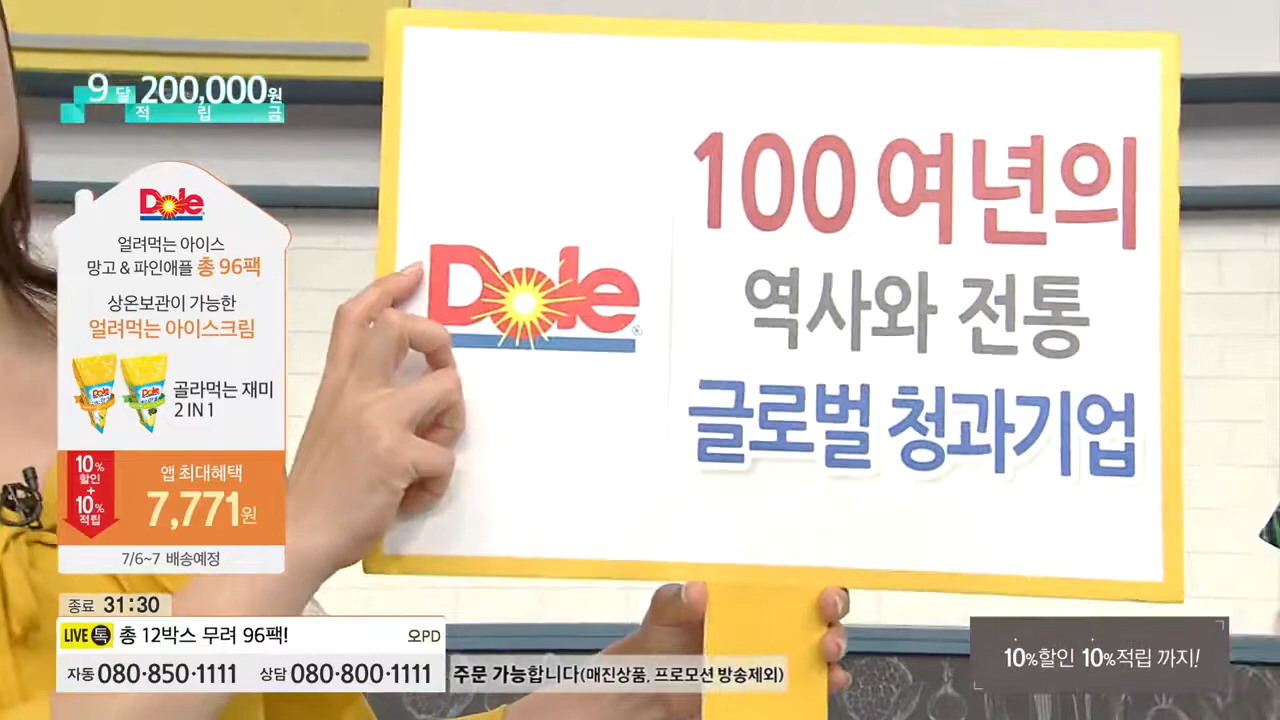 9달 200,000원
적립금
Dole
얼려먹는 아이스
망고 & 파인애플 총 96팩
상온보관이 가능한
얼려먹는 아이스크림
Dole Dole
골라먹는 재미
2 IN 1
10% 할인 + 10% 적립
앱 최대혜택
7,771원
7/6~7 배송예정
종료 31:30
LIVE톡 총 12박스 무려 96팩! 오PD
자동 080·850·1111 상담 080·800·1111
주문 가능합니다(매진상품, 프로모션 방송제외)
Dole
100여년의
역사와 전통
글로벌 청과기업
10%할인 10%적립 까지!